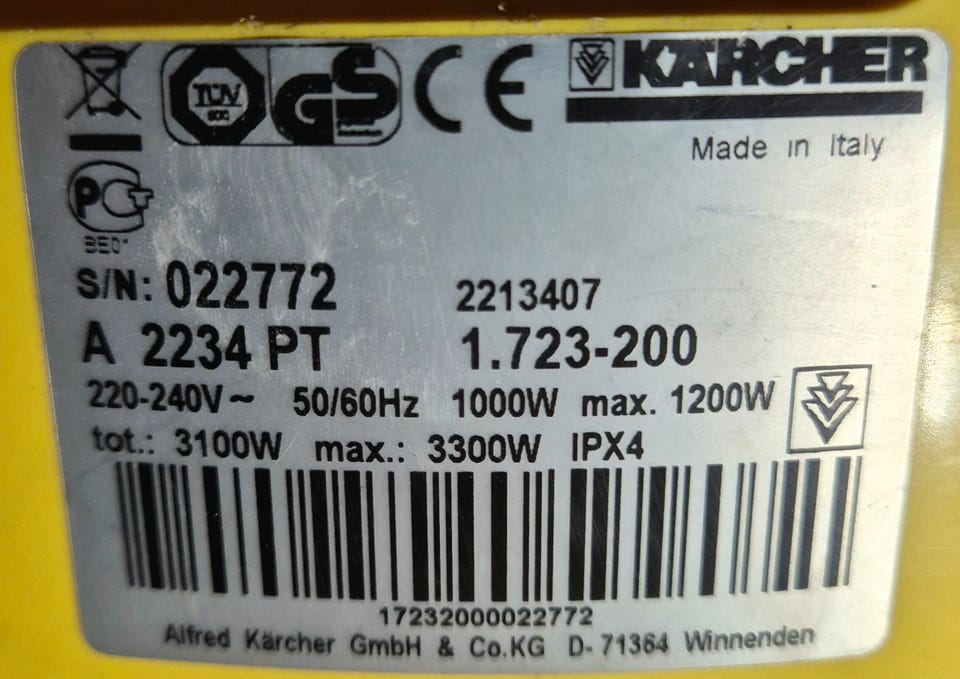 TÜV
GS
CE
KÄRCHER
Made in Italy
PCT
BE01
S/N: 022772 2213407
A 2234 PT 1.723-200
220-240V~ 50/60Hz 1000W max. 1200W
tot.: 3100W max.: 3300W IPX4
17232000022772
Alfred Kärcher GmbH & Co.KG D- 71364 Winnenden